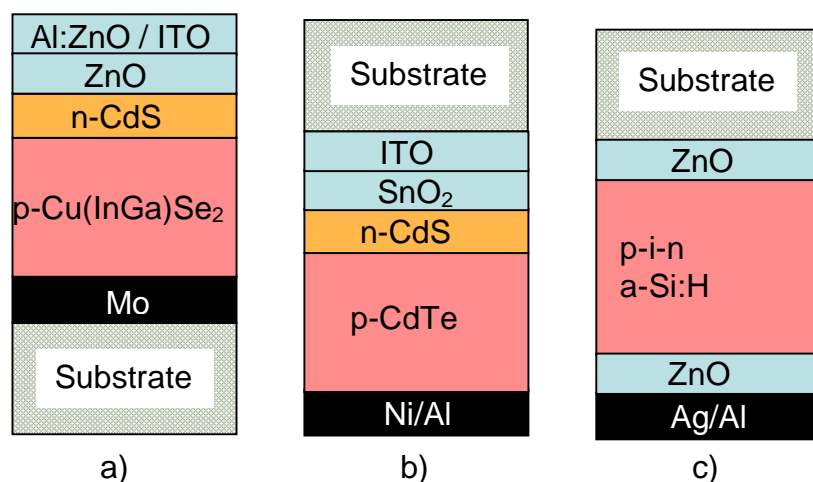 Al:ZnO / ITO
ZnO
n-CdS
p-Cu(InGa)Se₂
Mo
Substrate
a)
Substrate
ITO
SnO₂
n-CdS
p-CdTe
Ni/Al
b)
Substrate
ZnO
p-i-n
a-Si:H
ZnO
Ag/Al
c)